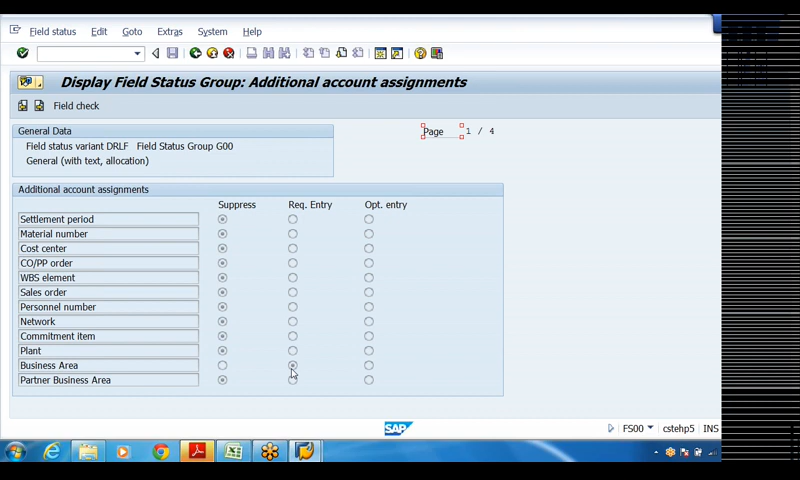 Field status Edit Goto Extras System Help
Display Field Status Group: Additional account assignments
Field check
General Data
Field status variant DRLF Field Status Group G00
General (with text, allocation)
Page 1 / 4
Additional account assignments
Suppress Req. Entry Opt. entry
Settlement period
Material number
Cost center
CO/PP order
WBS element
Sales order
Personnel number
Network
Commitment item
Plant
Business Area
Partner Business Area
SAP
FS00 cstehp5 INS